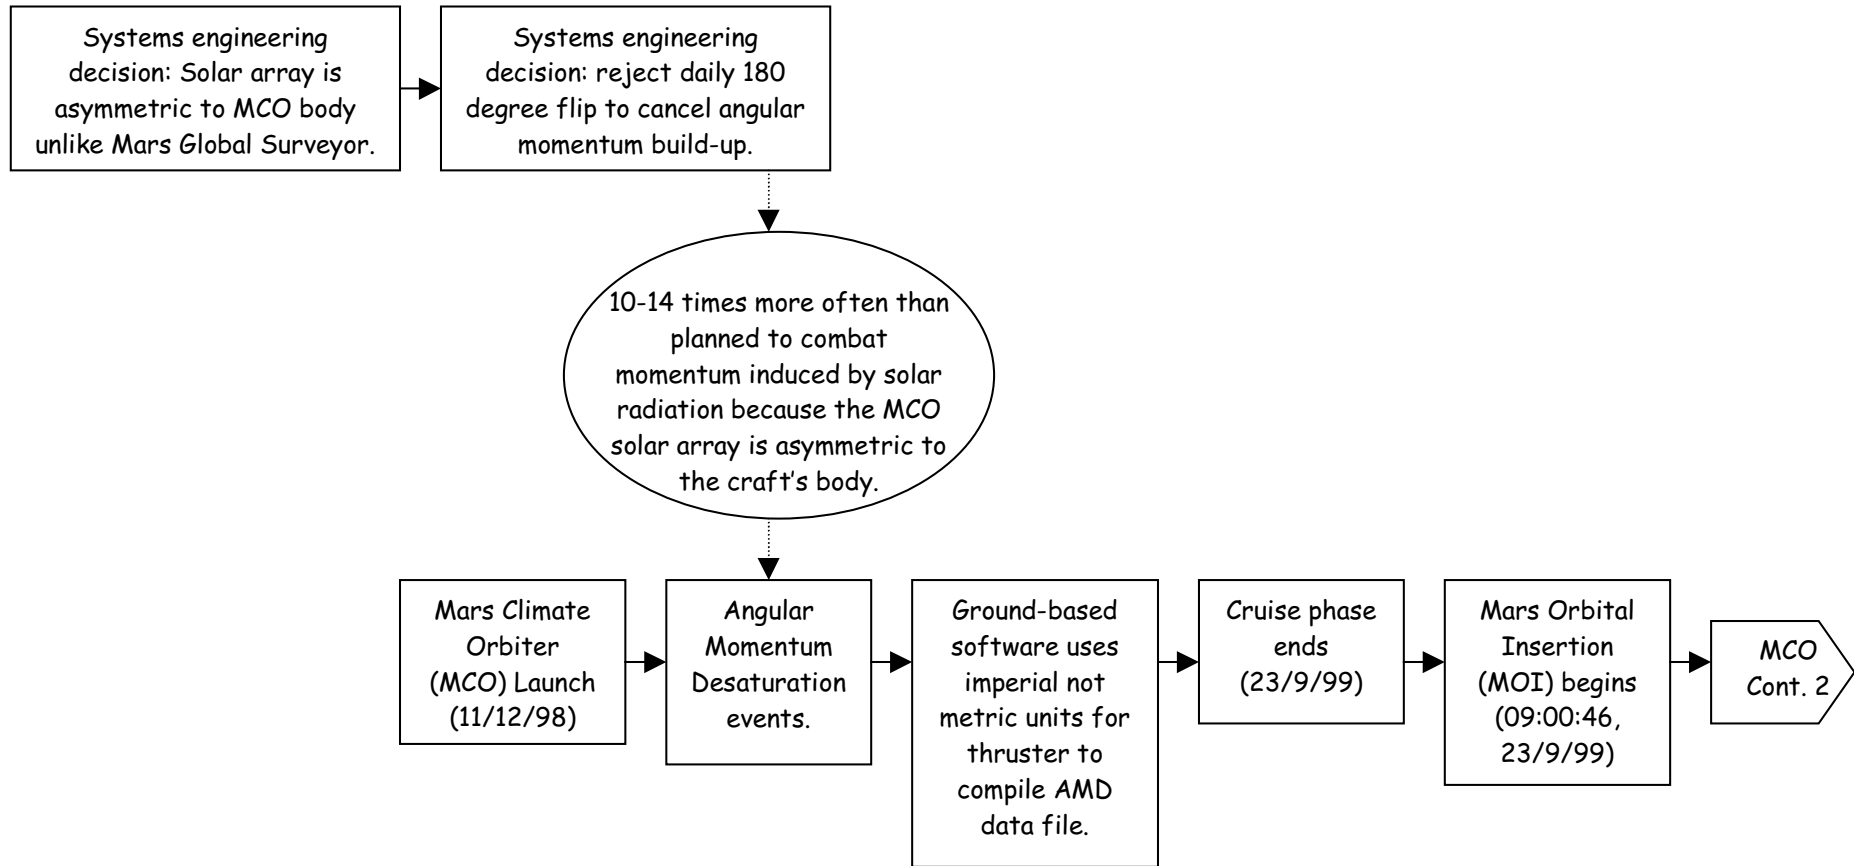 Systems engineering
decision: Solar array is
asymmetric to MCO body
unlike Mars Global Surveyor.
Systems engineering
decision: reject daily 180
degree flip to cancel angular
momentum build-up.
10-14 times more often than
planned to combat
momentum induced by solar
radiation because the MCO
solar array is asymmetric to
the craft's body.
Mars Climate
Orbiter
(MCO) Launch
(11/12/98)
Angular
Momentum
Desaturation
events.
Ground-based
software uses
imperial not
metric units for
thruster to
compile AMD
data file.
Cruise phase
ends
(23/9/99)
Mars Orbital
Insertion
(MOI) begins
(09:00:46,
23/9/99)
MCO
Cont. 2